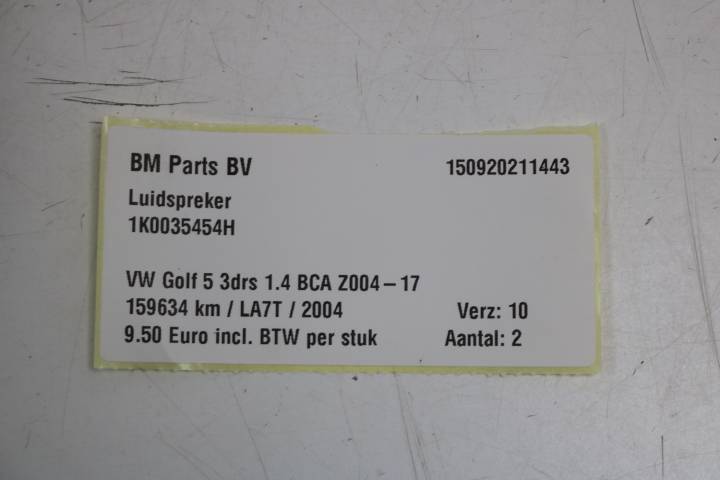 BM Parts BV 150920211443
Luidspreker
1K0035454H
VW Golf 5 3drs 1.4 BCA Z004-17
159634 km / LA7T / 2004 Verz: 10
9.50 Euro incl. BTW per stuk Aantal: 2